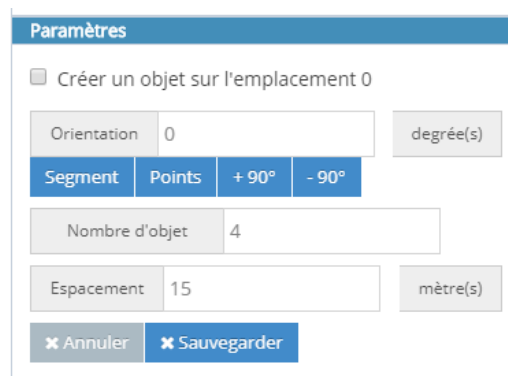 Paramètres
Créer un objet sur l'emplacement 0
Orientation 0 degrée(s)
Segment Points + 90° - 90°
Nombre d'objet 4
Espacement 15 mètre(s)
✖ Annuler ✖ Sauvegarder